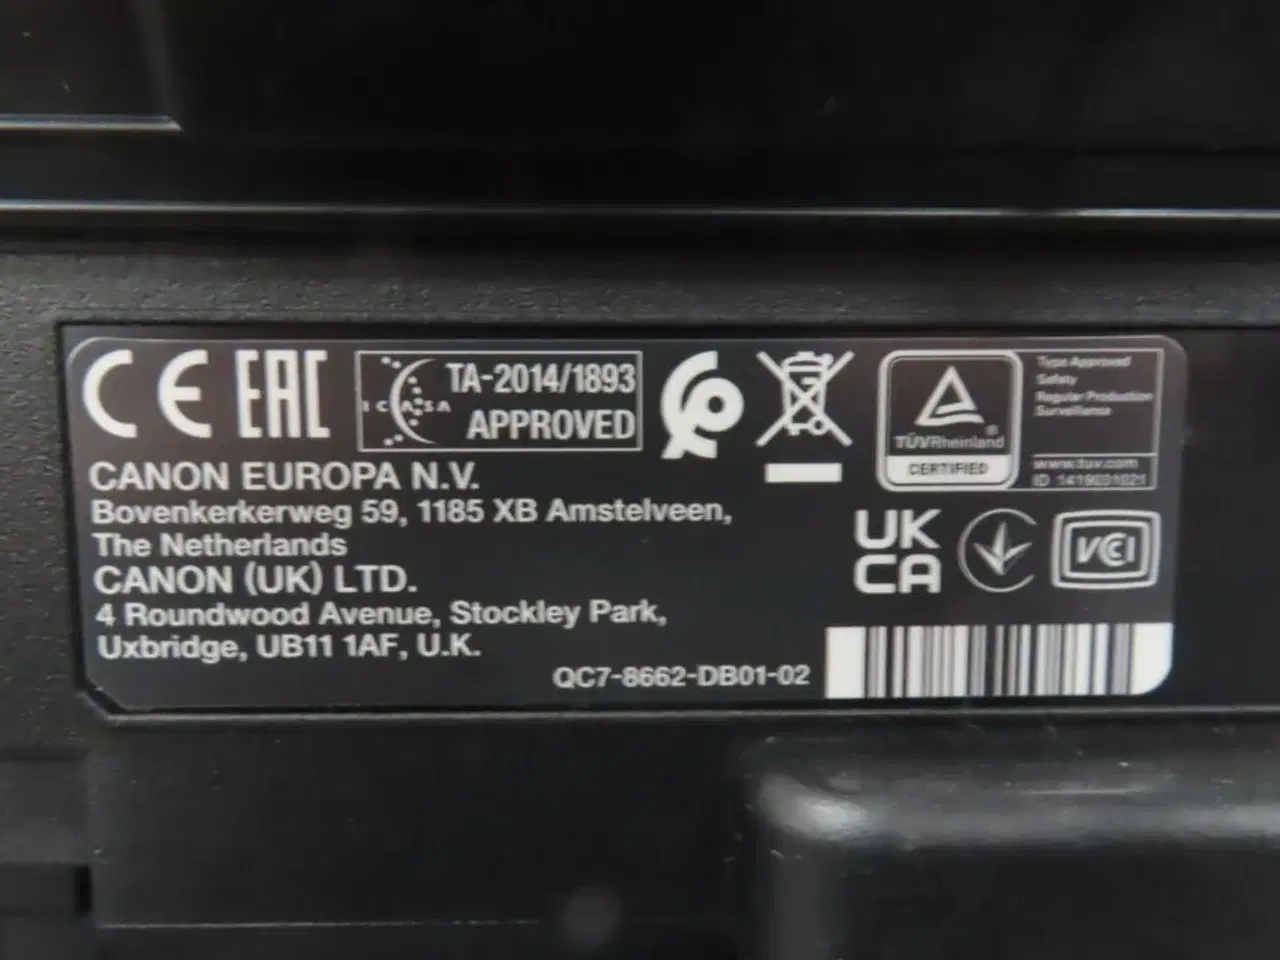 CE EAC
ICASA
TA-2014/1893
APPROVED
TÜVRheinland
CERTIFIED
Type Approved
Safety
Regular Production
Surveillance
www.tuv.com
ID
CANON EUROPA N.V.
Bovenkerkerweg 59, 1185 XB Amstelveen,
The Netherlands
CANON (UK) LTD.
4 Roundwood Avenue, Stockley Park,
Uxbridge, UB11 1AF, U.K.
UK
CA
VCCI
QC7-8662-DB01-02